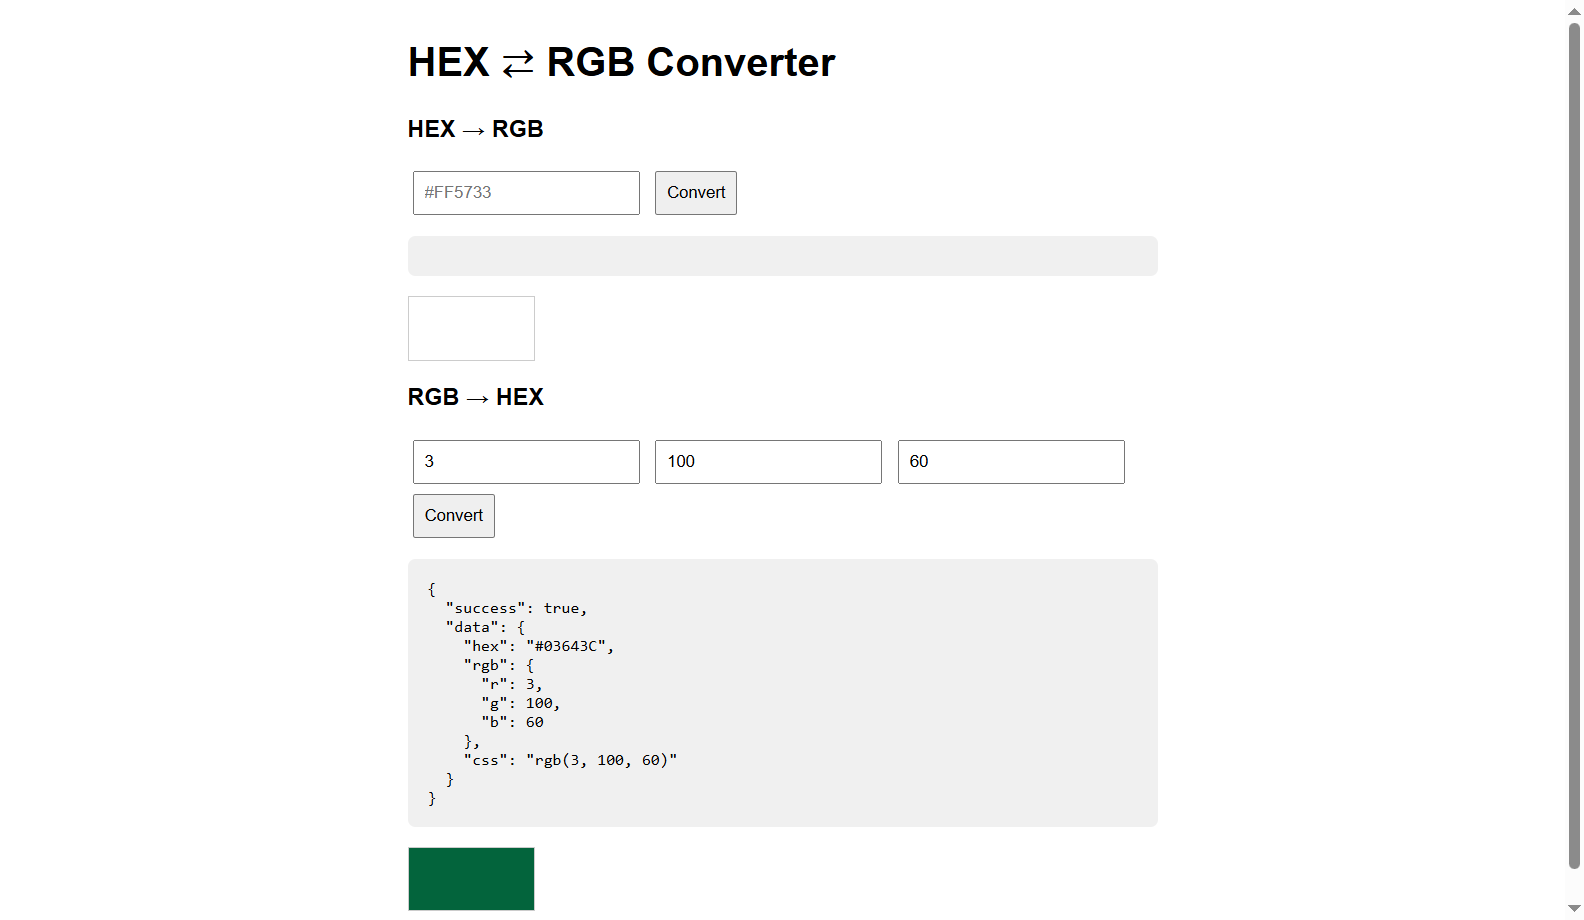 HEX ⇄ RGB Converter
HEX → RGB
#FF5733 Convert
RGB → HEX
3 100 60
Convert
{
  "success": true,
  "data": {
    "hex": "#03643C",
    "rgb": {
      "r": 3,
      "g": 100,
      "b": 60
    },
    "css": "rgb(3, 100, 60)"
  }
}